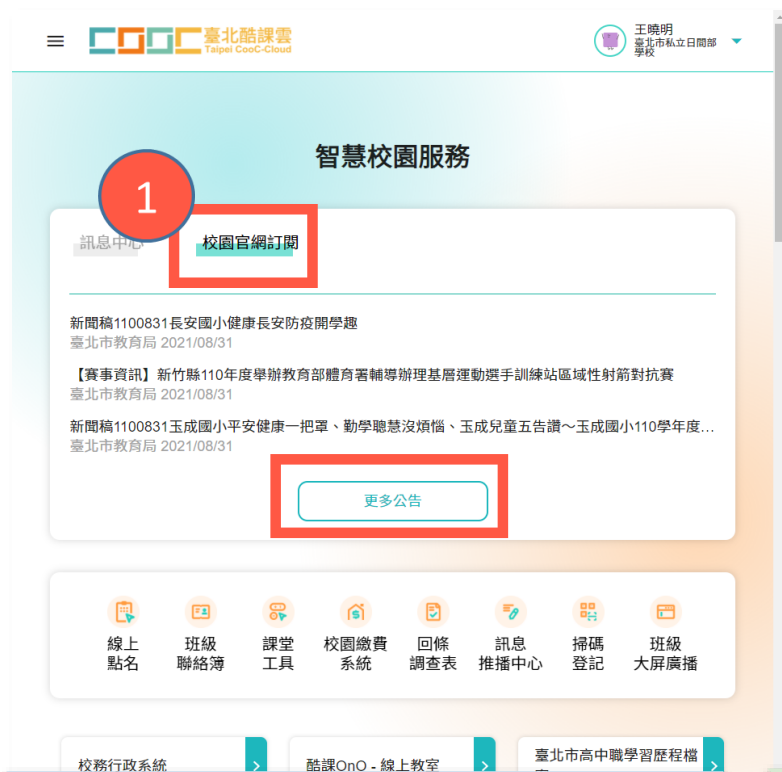 臺北酷課雲
Taipei CooC-Cloud
王曉明
臺北市私立日間部
學校
智慧校園服務
1
訊息中心
校園官網訂閱
新聞稿1100831長安國小健康長安防疫開學趣
臺北市教育局 2021/08/31
【賽事資訊】新竹縣110年度舉辦教育部體育署輔導辦理基層運動選手訓練站區域性射箭對抗賽
臺北市教育局 2021/08/31
新聞稿1100831玉成國小平安健康一把罩、勤學聰慧沒煩惱、玉成兒童五告讚～玉成國小110學年度…
臺北市教育局 2021/08/31
更多公告
線上
點名
班級
聯絡簿
課堂
工具
校園繳費
系統
回條
調查表
訊息
推播中心
掃碼
登記
班級
大屏廣播
校務行政系統
酷課OnO - 線上教室
臺北市高中職學習歷程檔